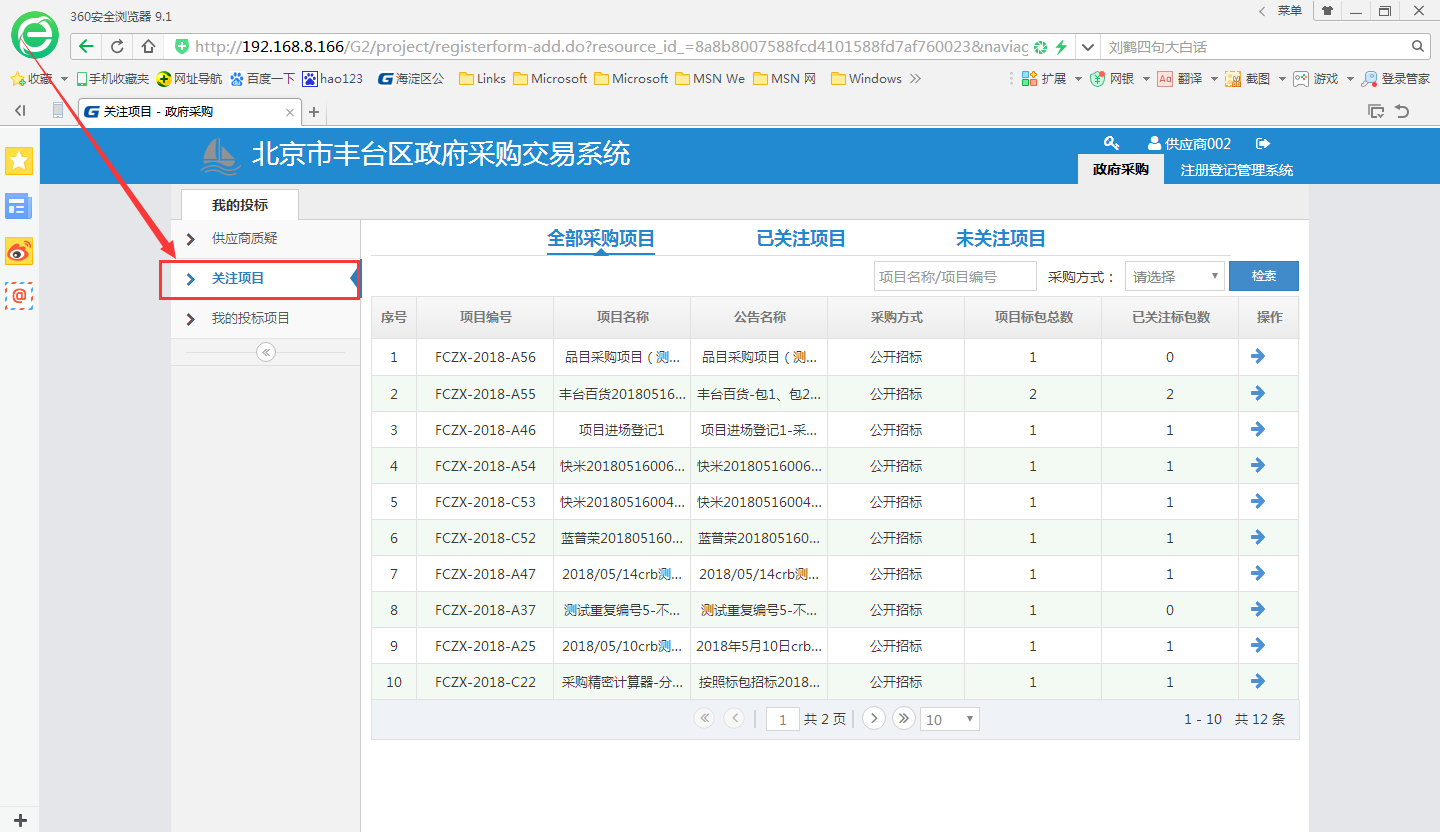 360安全浏览器 9.1
菜单
http://192.168.8.166/G2/project/registerform-add.do?resource_id_=8a8b8007588fcd4101588fd7af760023&naviag
刘鹤四句大白话
收藏 手机收藏夹 网址导航 百度一下 hao123 海淀区公 Links Microsoft Microsoft MSN We MSN 网 Windows
扩展 网银 翻译 截图 游戏 登录管家
关注项目 - 政府采购
北京市丰台区政府采购交易系统
供应商002
政府采购 注册登记管理系统
我的投标
供应商质疑
关注项目
我的投标项目
全部采购项目 已关注项目 未关注项目
项目名称/项目编号 采购方式： 请选择 检索
序号 项目编号 项目名称 公告名称 采购方式 项目标包总数 已关注标包数 操作
1 FCZX-2018-A56 品目采购项目（测... 品目采购项目（测... 公开招标 1 0
2 FCZX-2018-A55 丰台百货20180516... 丰台百货-包1、包2... 公开招标 2 2
3 FCZX-2018-A46 项目进场登记1 项目进场登记1-采... 公开招标 1 1
4 FCZX-2018-A54 快米20180516006... 快米20180516006... 公开招标 1 1
5 FCZX-2018-C53 快米20180516004... 快米20180516004... 公开招标 1 1
6 FCZX-2018-C52 蓝普荣201805160... 蓝普荣201805160... 公开招标 1 1
7 FCZX-2018-A47 2018/05/14crb测... 2018/05/14crb测... 公开招标 1 1
8 FCZX-2018-A37 测试重复编号5-不... 测试重复编号5-不... 公开招标 1 0
9 FCZX-2018-A25 2018/05/10crb测... 2018年5月10日crb... 公开招标 1 1
10 FCZX-2018-C22 采购精密计算器-分... 按照标包招标2018... 公开招标 1 1
1 共 2 页 10 1 - 10 共 12 条